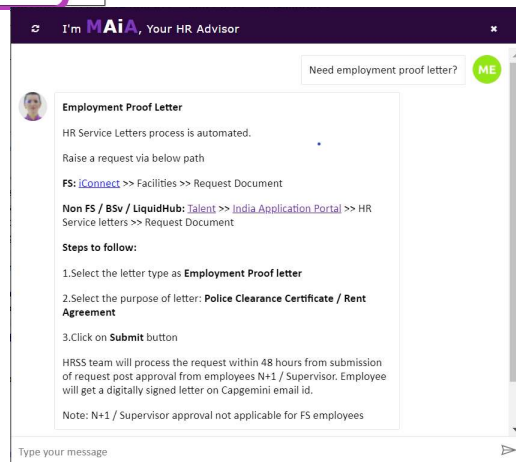 I'm MAiA, Your HR Advisor
Need employment proof letter?
ME
Employment Proof Letter
HR Service Letters process is automated.
Raise a request via below path
FS: iConnect >> Facilities >> Request Document
Non FS / BSv / LiquidHub: Talent >> India Application Portal >> HR
Service letters >> Request Document
Steps to follow:
1.Select the letter type as Employment Proof letter
2.Select the purpose of letter: Police Clearance Certificate / Rent
Agreement
3.Click on Submit button
HRSS team will process the request within 48 hours from submission
of request post approval from employees N+1 / Supervisor. Employee
will get a digitally signed letter on Capgemini email id.
Note: N+1 / Supervisor approval not applicable for FS employees
Type your message